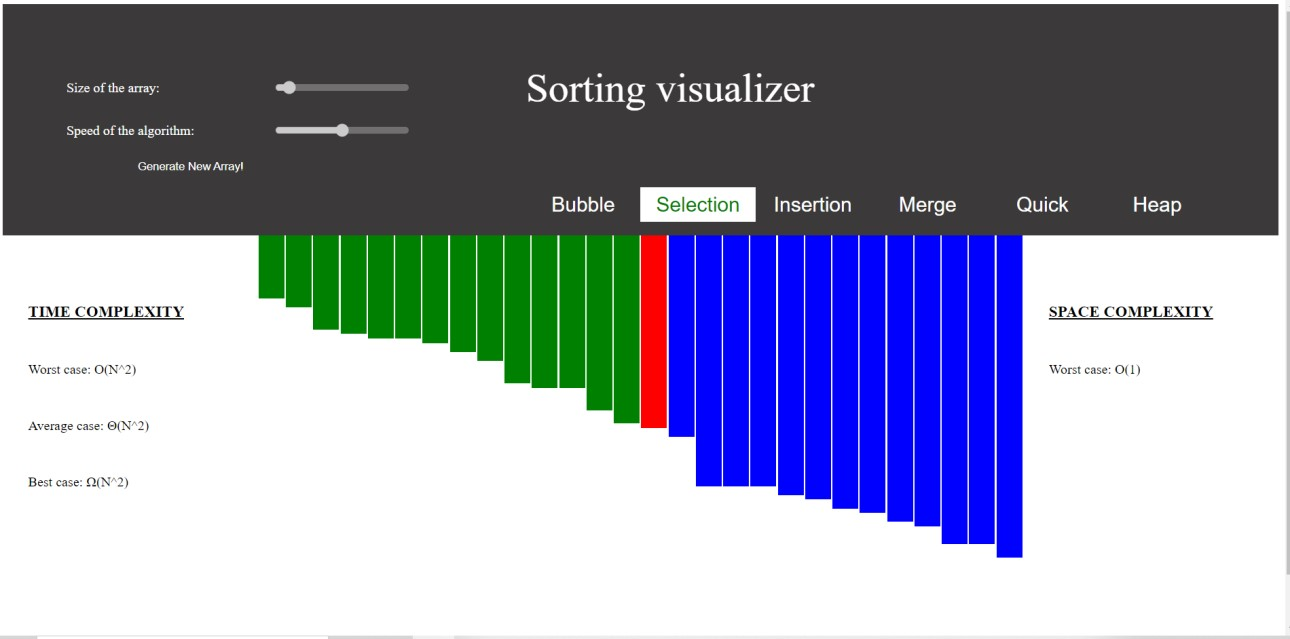 Size of the array:
Sorting visualizer
Speed of the algorithm:
Generate New Array!
Bubble
Selection
Insertion
Merge
Quick
Heap
TIME COMPLEXITY
Worst case: O(N^2)
Average case: Θ(N^2)
Best case: Ω(N^2)
SPACE COMPLEXITY
Worst case: O(1)